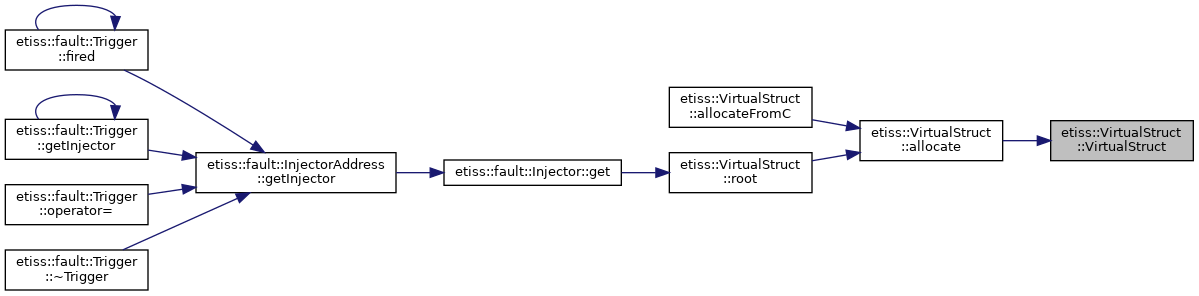 etiss::fault::Trigger
::fired
etiss::fault::Trigger
::getInjector
etiss::fault::Trigger
::operator=
etiss::fault::Trigger
::~Trigger
etiss::fault::InjectorAddress
::getInjector
etiss::fault::Injector::get
etiss::VirtualStruct
::allocateFromC
etiss::VirtualStruct
::root
etiss::VirtualStruct
::allocate
etiss::VirtualStruct
::VirtualStruct